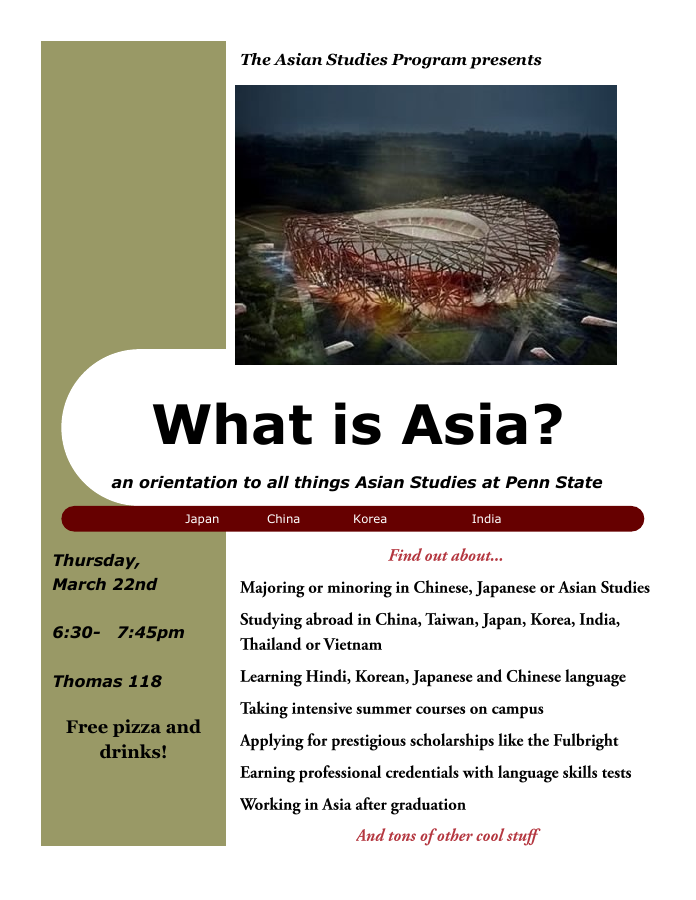 The Asian Studies Program presents
What is Asia?
an orientation to all things Asian Studies at Penn State
Japan China Korea India
Thursday,
March 22nd
6:30- 7:45pm
Thomas 118
Free pizza and
drinks!
Find out about...
Majoring or minoring in Chinese, Japanese or Asian Studies
Studying abroad in China, Taiwan, Japan, Korea, India,
Thailand or Vietnam
Learning Hindi, Korean, Japanese and Chinese language
Taking intensive summer courses on campus
Applying for prestigious scholarships like the Fulbright
Earning professional credentials with language skills tests
Working in Asia after graduation
And tons of other cool stuff